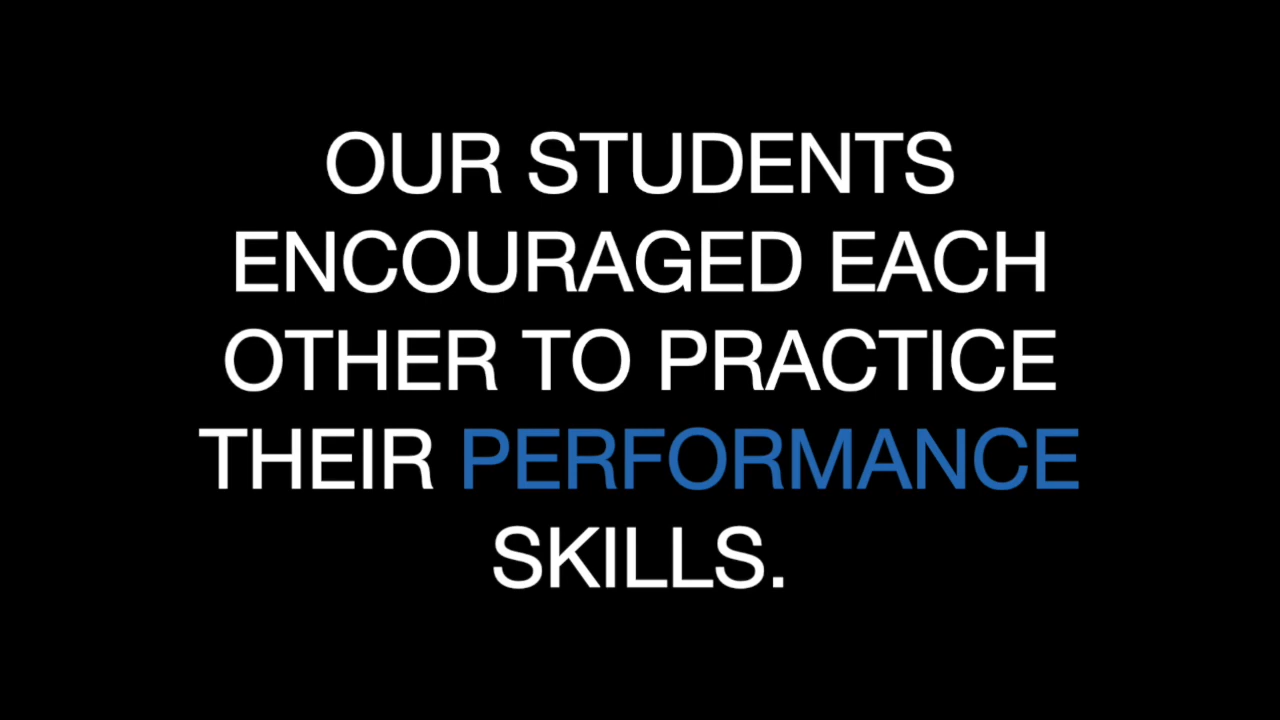 OUR STUDENTS
ENCOURAGED EACH
OTHER TO PRACTICE
THEIR PERFORMANCE
SKILLS.